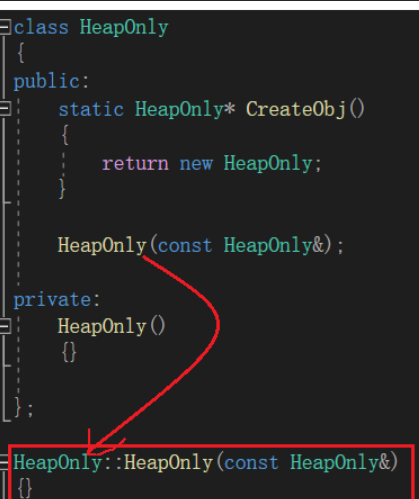 class HeapOnly
{
public:
static HeapOnly* CreateObj()
{
return new HeapOnly;
}
HeapOnly(const HeapOnly&);
private:
HeapOnly()
{}
};
HeapOnly::HeapOnly(const HeapOnly&)
{}